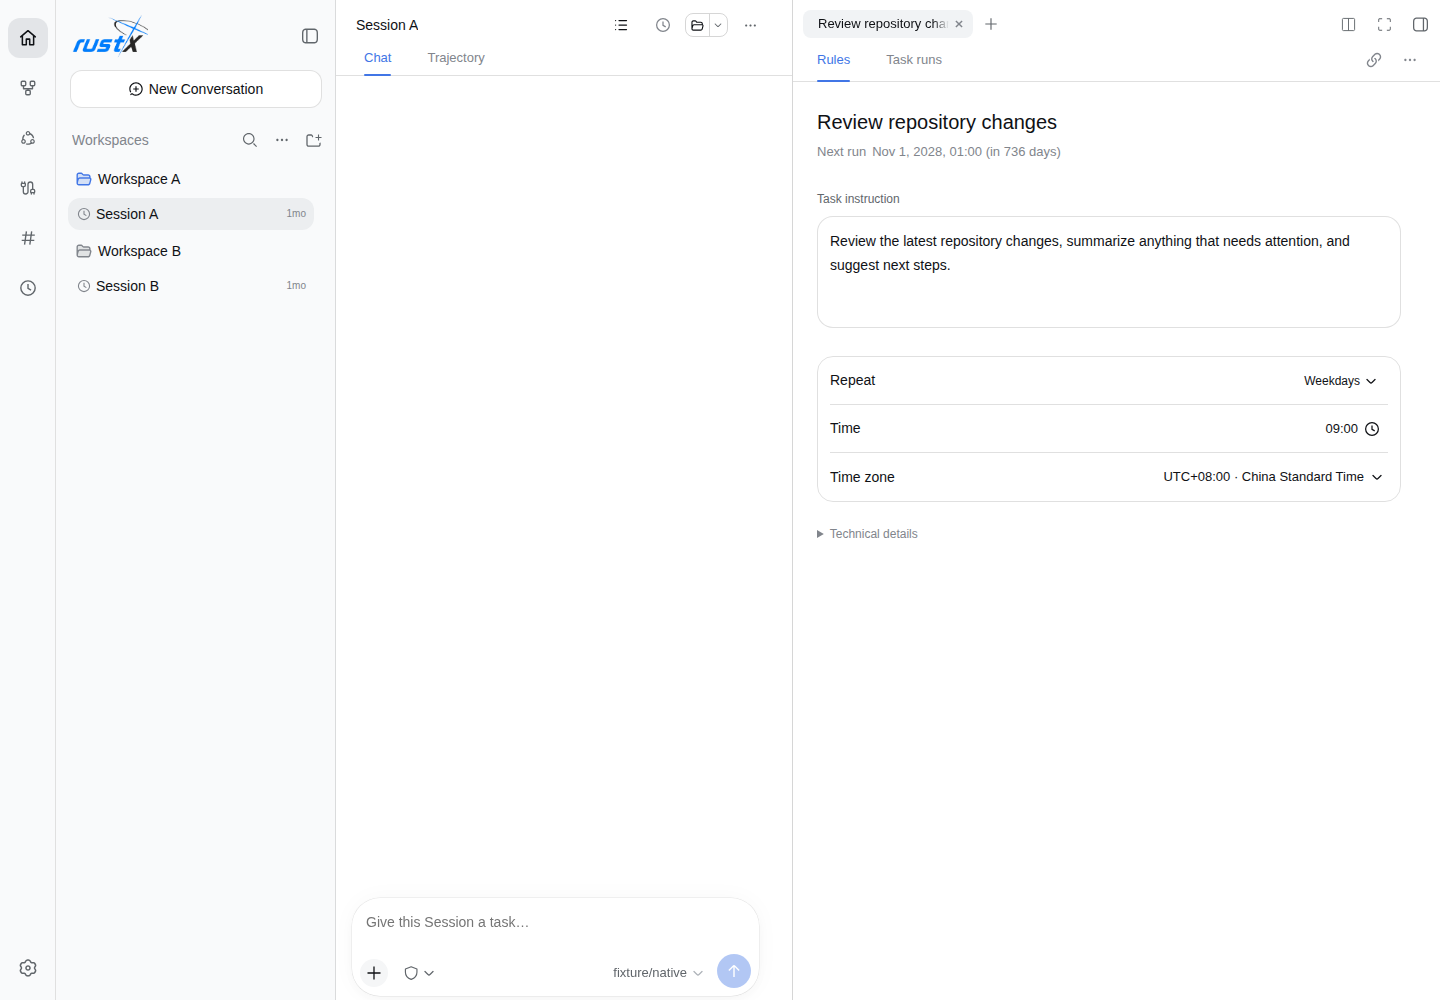 rustX
New Conversation
Workspaces
Workspace A
Session A 1mo
Workspace B
Session B 1mo
Session A
Chat Trajectory
Give this Session a task…
fixture/native
Review repository cha
Rules Task runs
Review repository changes
Next run Nov 1, 2028, 01:00 (in 736 days)
Task instruction
Review the latest repository changes, summarize anything that needs attention, and
suggest next steps.
Repeat Weekdays
Time 09:00
Time zone UTC+08:00 · China Standard Time
Technical details